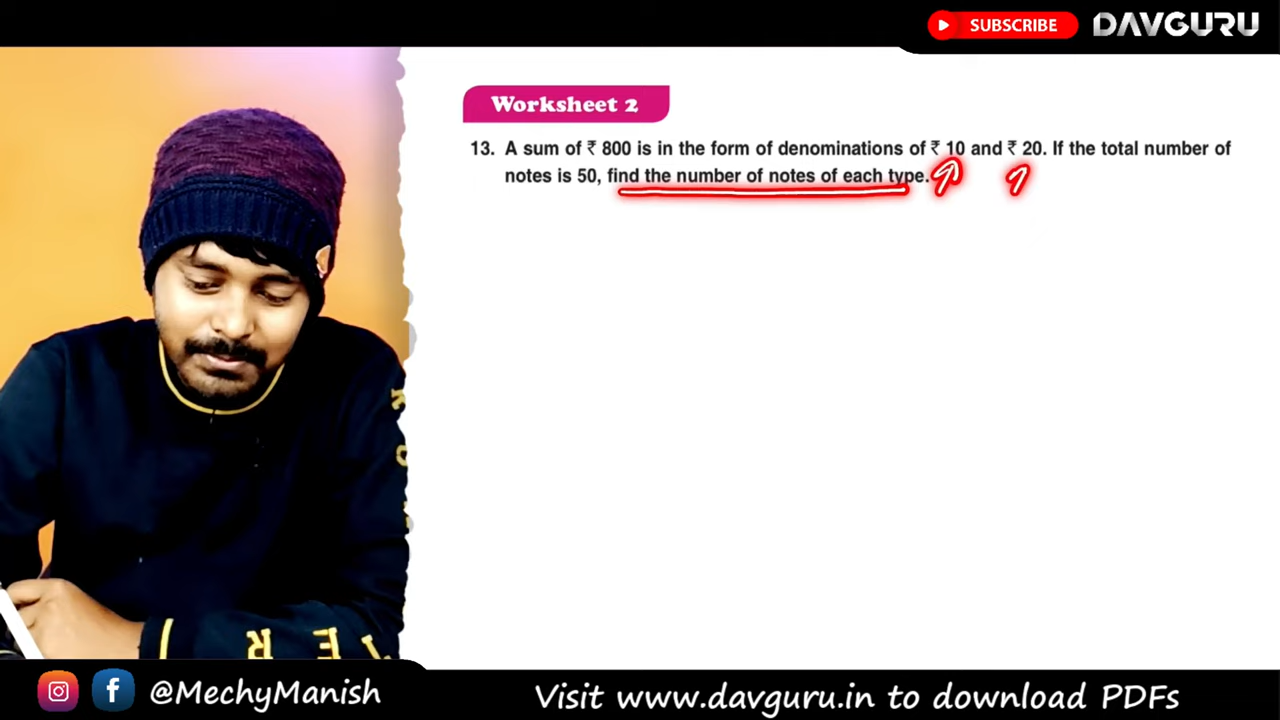 SUBSCRIBE DAVGURU
Worksheet 2
13. A sum of ₹ 800 is in the form of denominations of ₹ 10 and ₹ 20. If the total number of
notes is 50, find the number of notes of each type.
@MechyManish Visit www.davguru.in to download PDFs